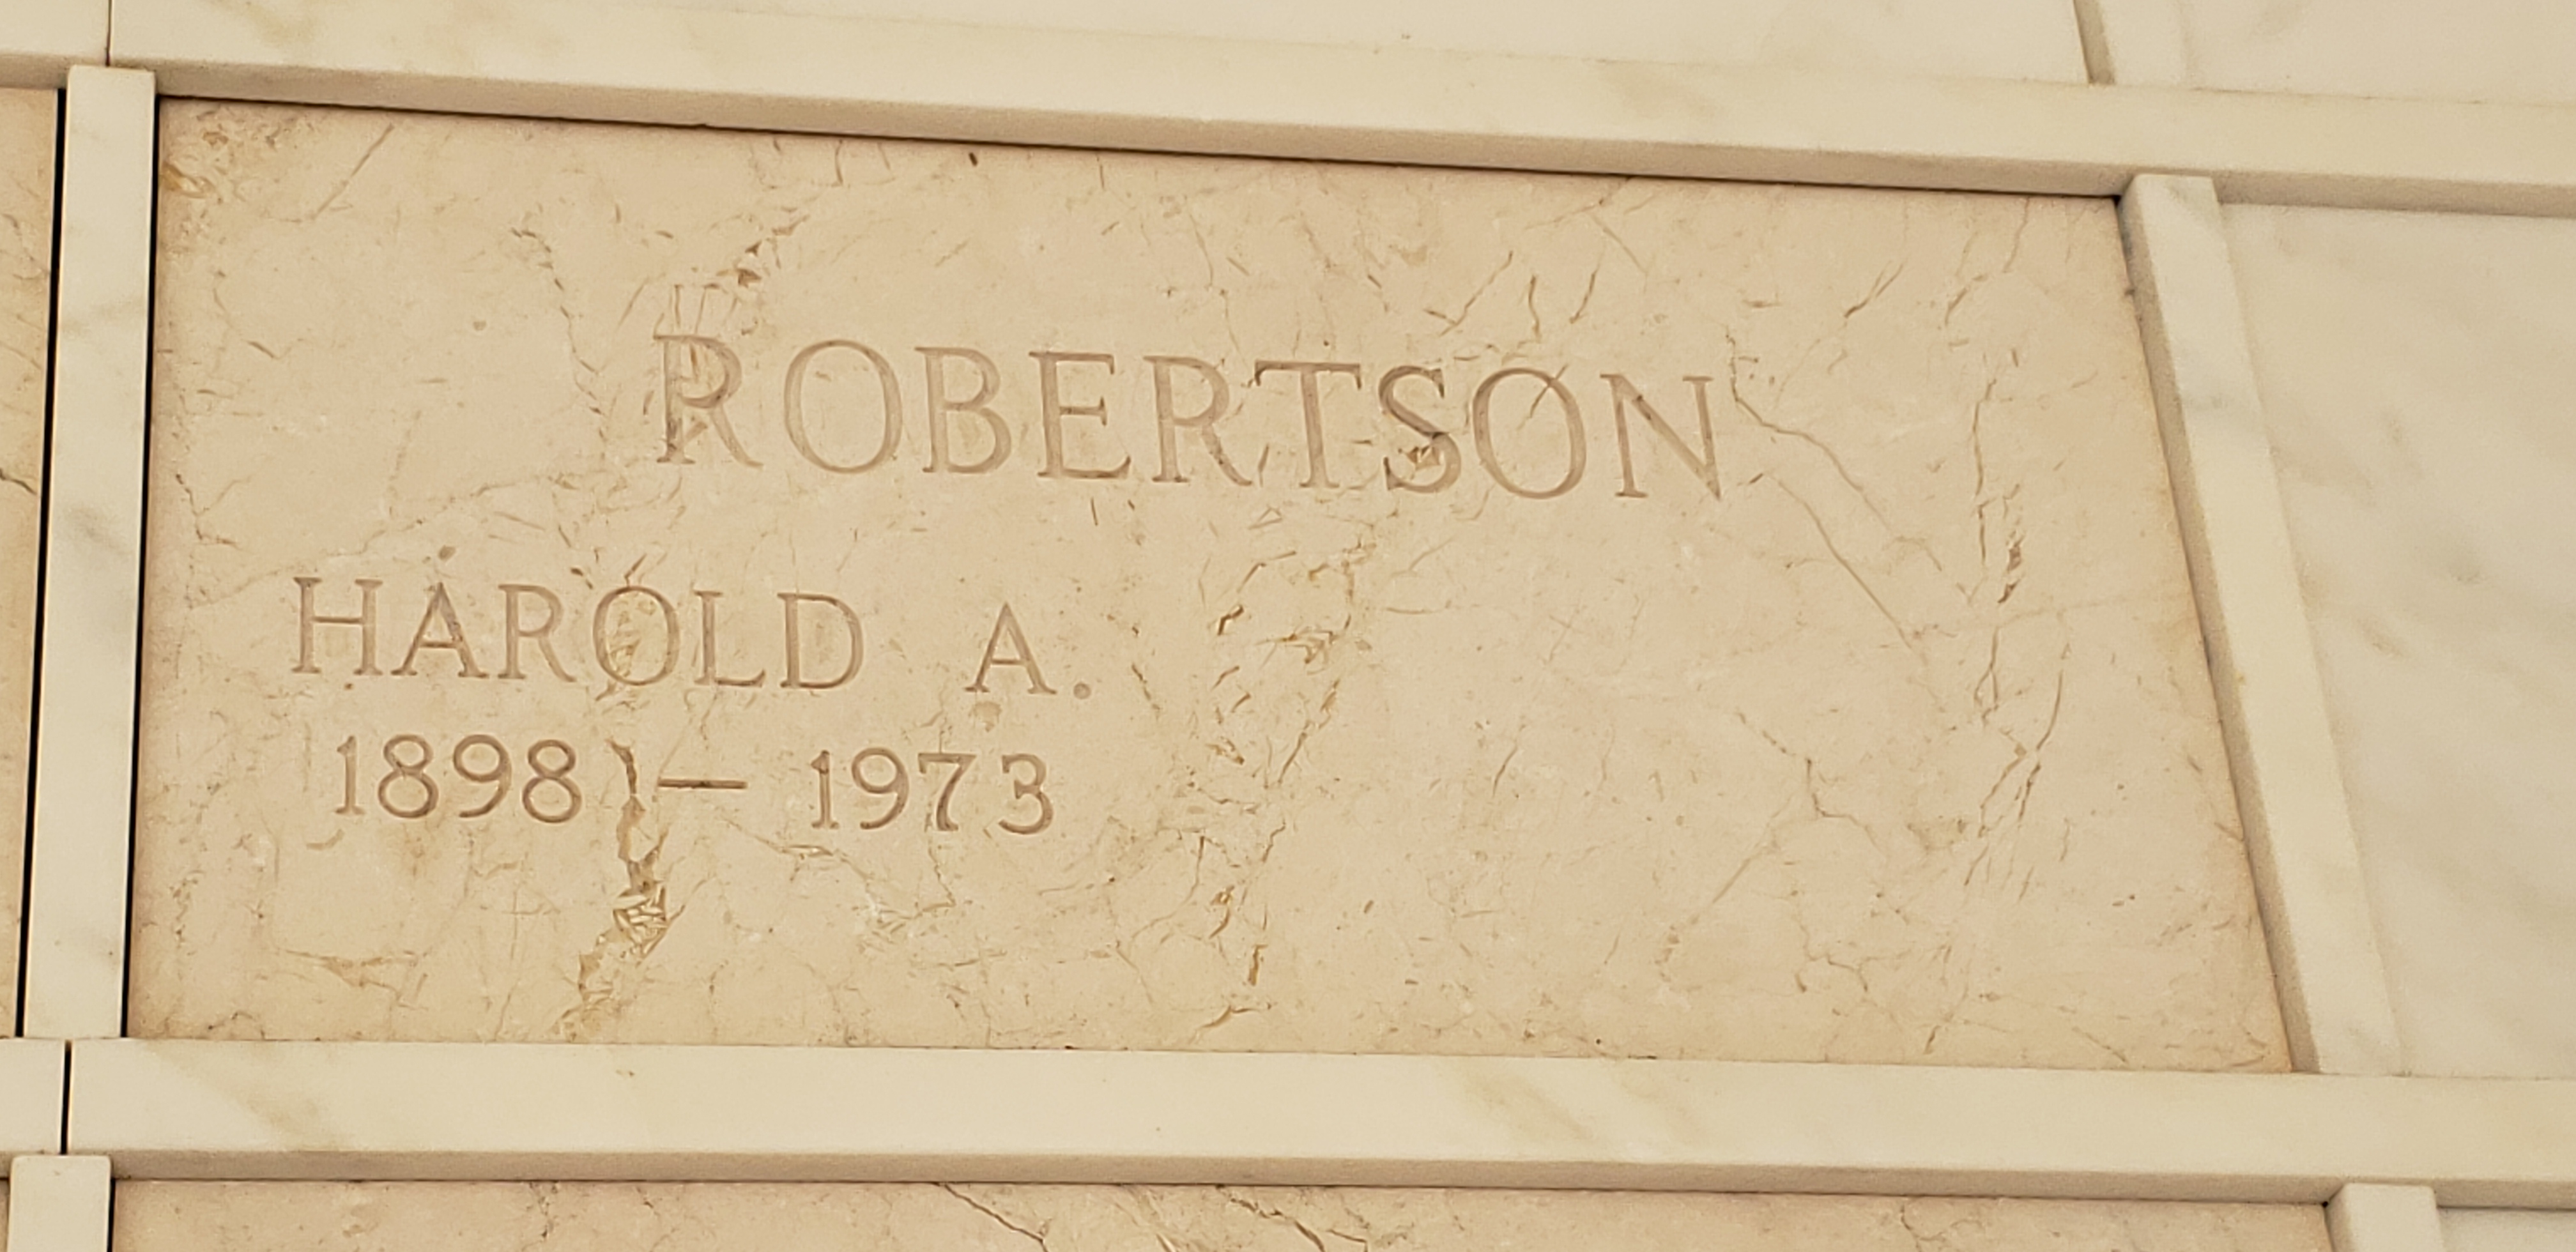 ROBERTSON
HAROLD A.
1898 — 1973